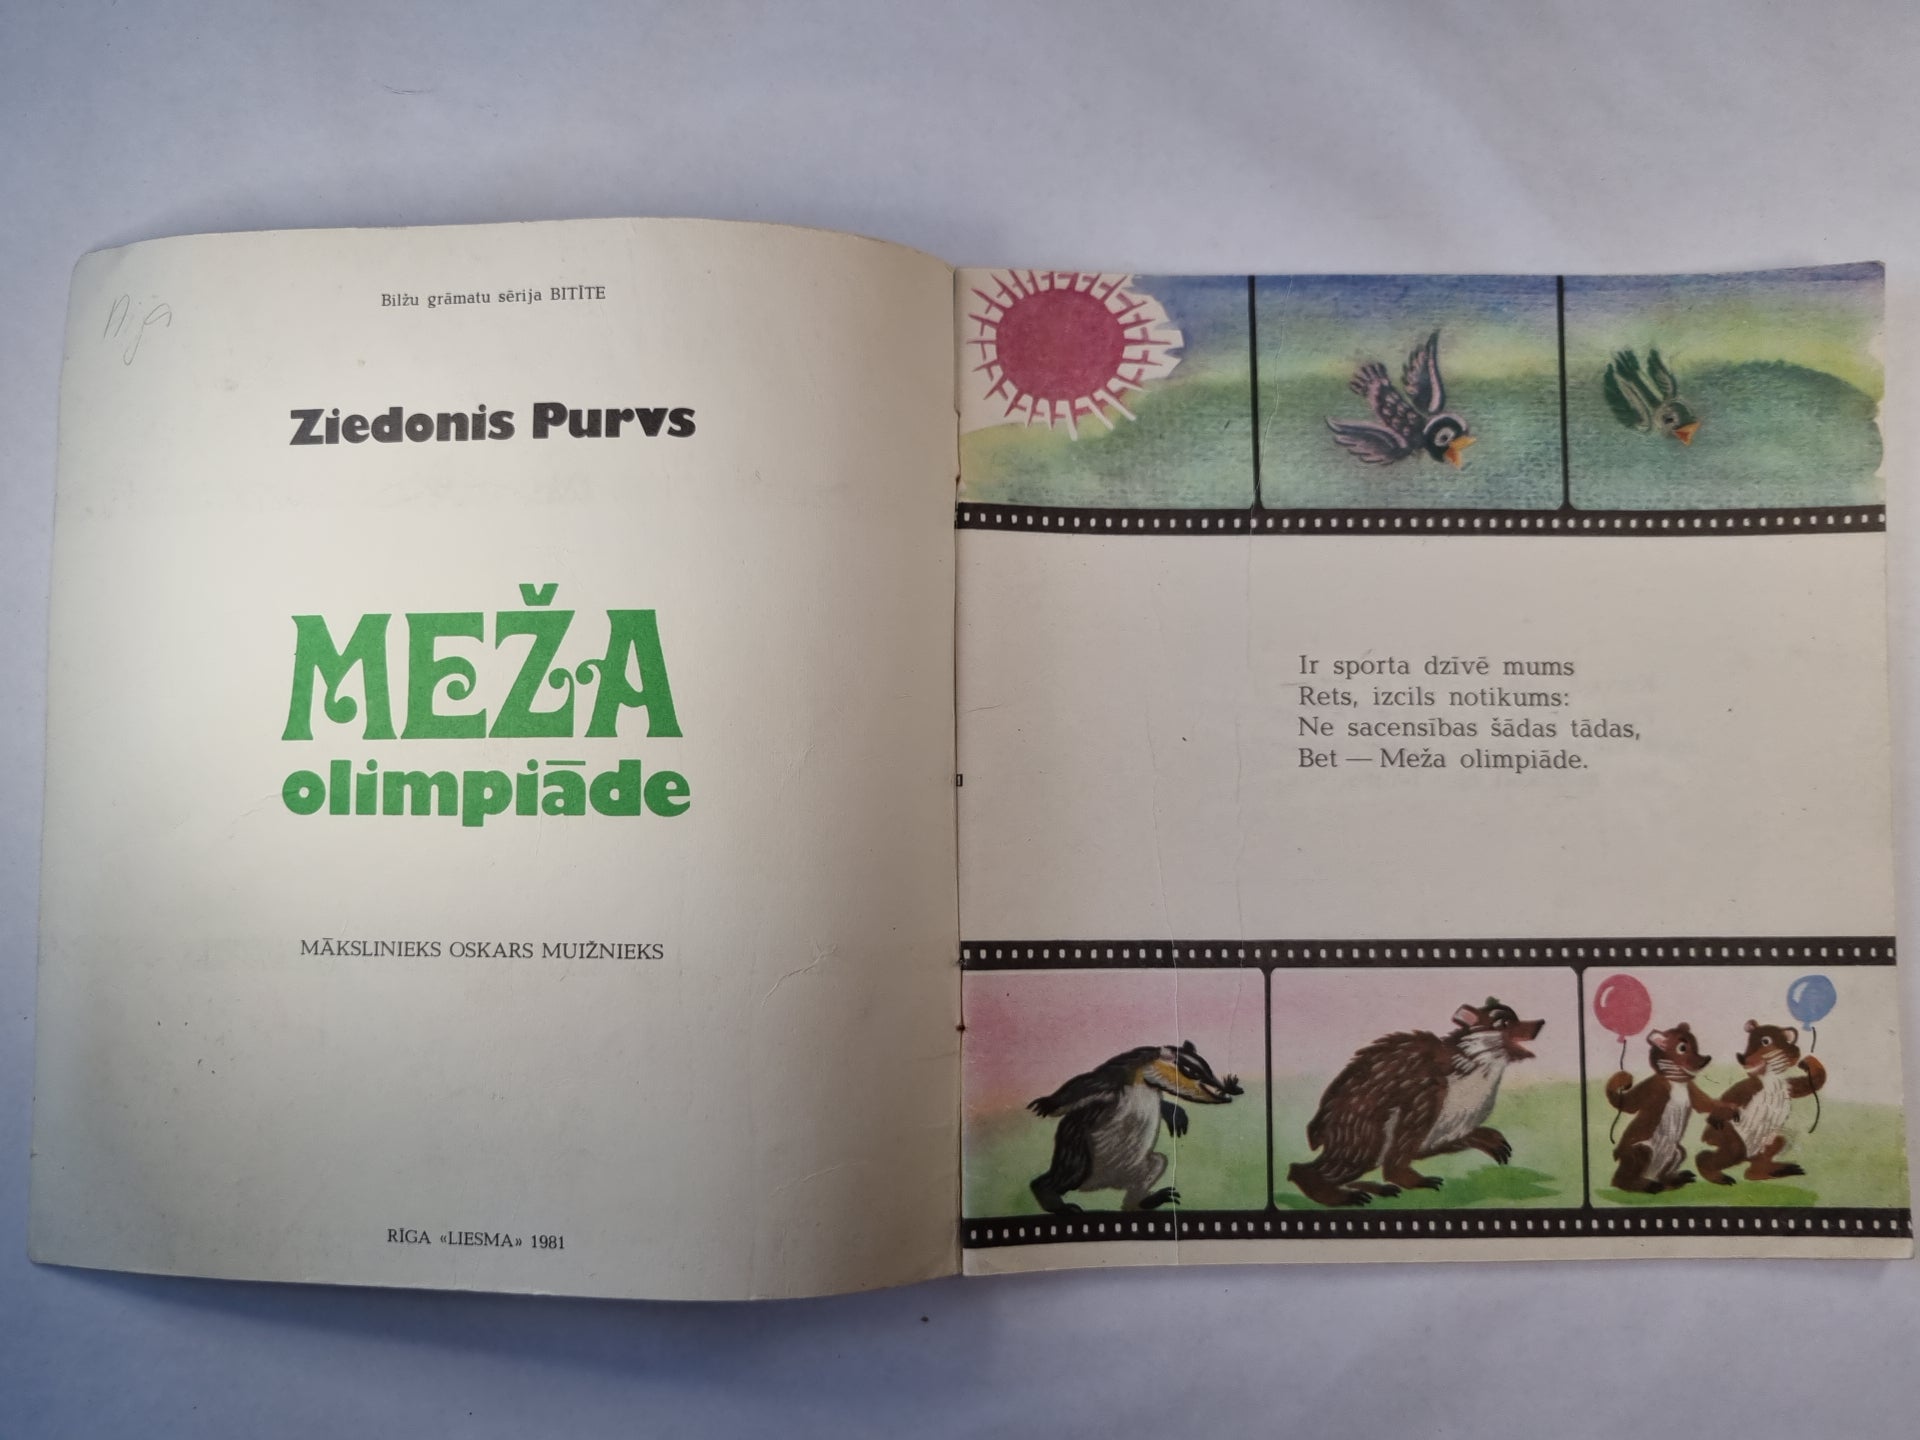 Aija
Bilžu grāmatu sērija BITĪTE
Ziedonis Purvs
MEŽA
olimpiāde
MĀKSLINIEKS OSKARS MUIŽNIEKS
RĪGA «LIESMA» 1981
Ir sporta dzīvē mums
Rets, izcils notikums:
Ne sacensības šādas tādas,
Bet — Meža olimpiāde.